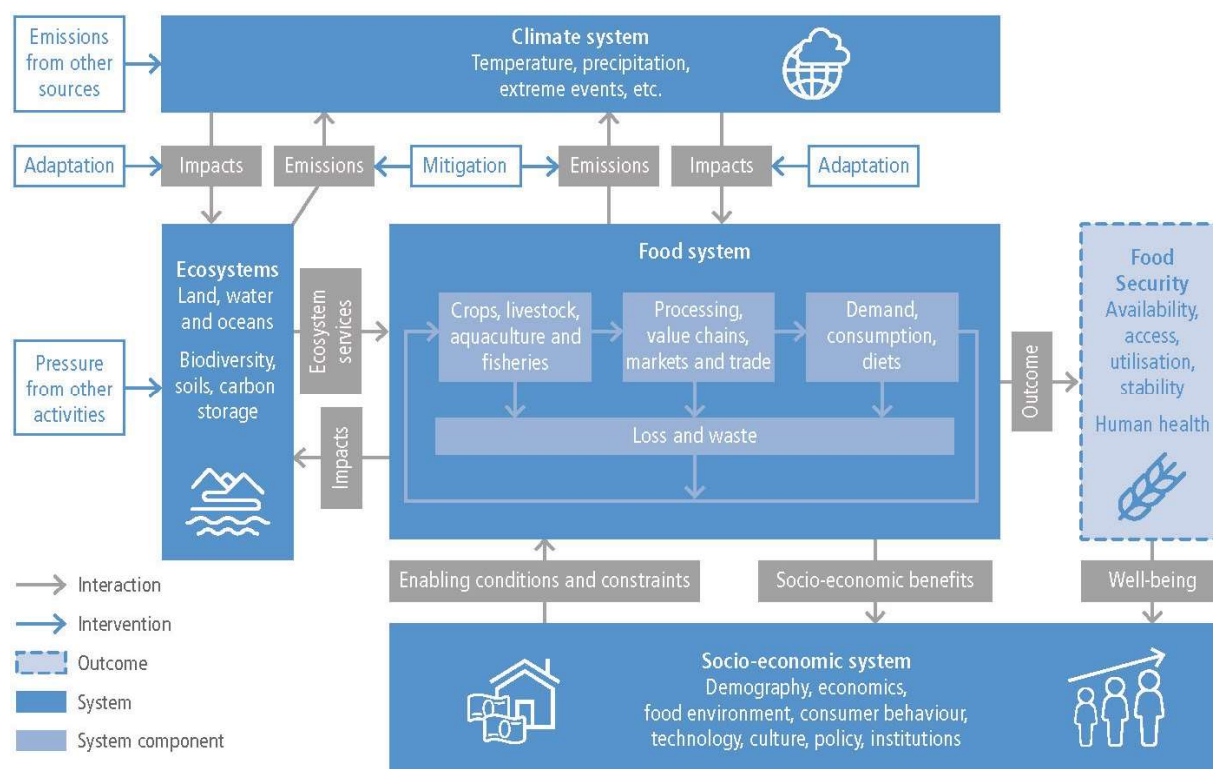 Emissions
from other
sources
Climate system
Temperature, precipitation,
extreme events, etc.
Adaptation
Impacts
Emissions
Mitigation
Emissions
Impacts
Adaptation
Ecosystems
Land, water
and oceans
Biodiversity,
soils, carbon
storage
Pressure
from other
activities
Ecosystem
services
Impacts
Food system
Crops, livestock,
aquaculture and
fisheries
Processing,
value chains,
markets and trade
Demand,
consumption,
diets
Loss and waste
Outcome
Food
Security
Availability,
access,
utilisation,
stability
Human health
Enabling conditions and constraints
Socio-economic benefits
Well-being
Interaction
Intervention
Outcome
System
System component
Socio-economic system
Demography, economics,
food environment, consumer behaviour,
technology, culture, policy, institutions